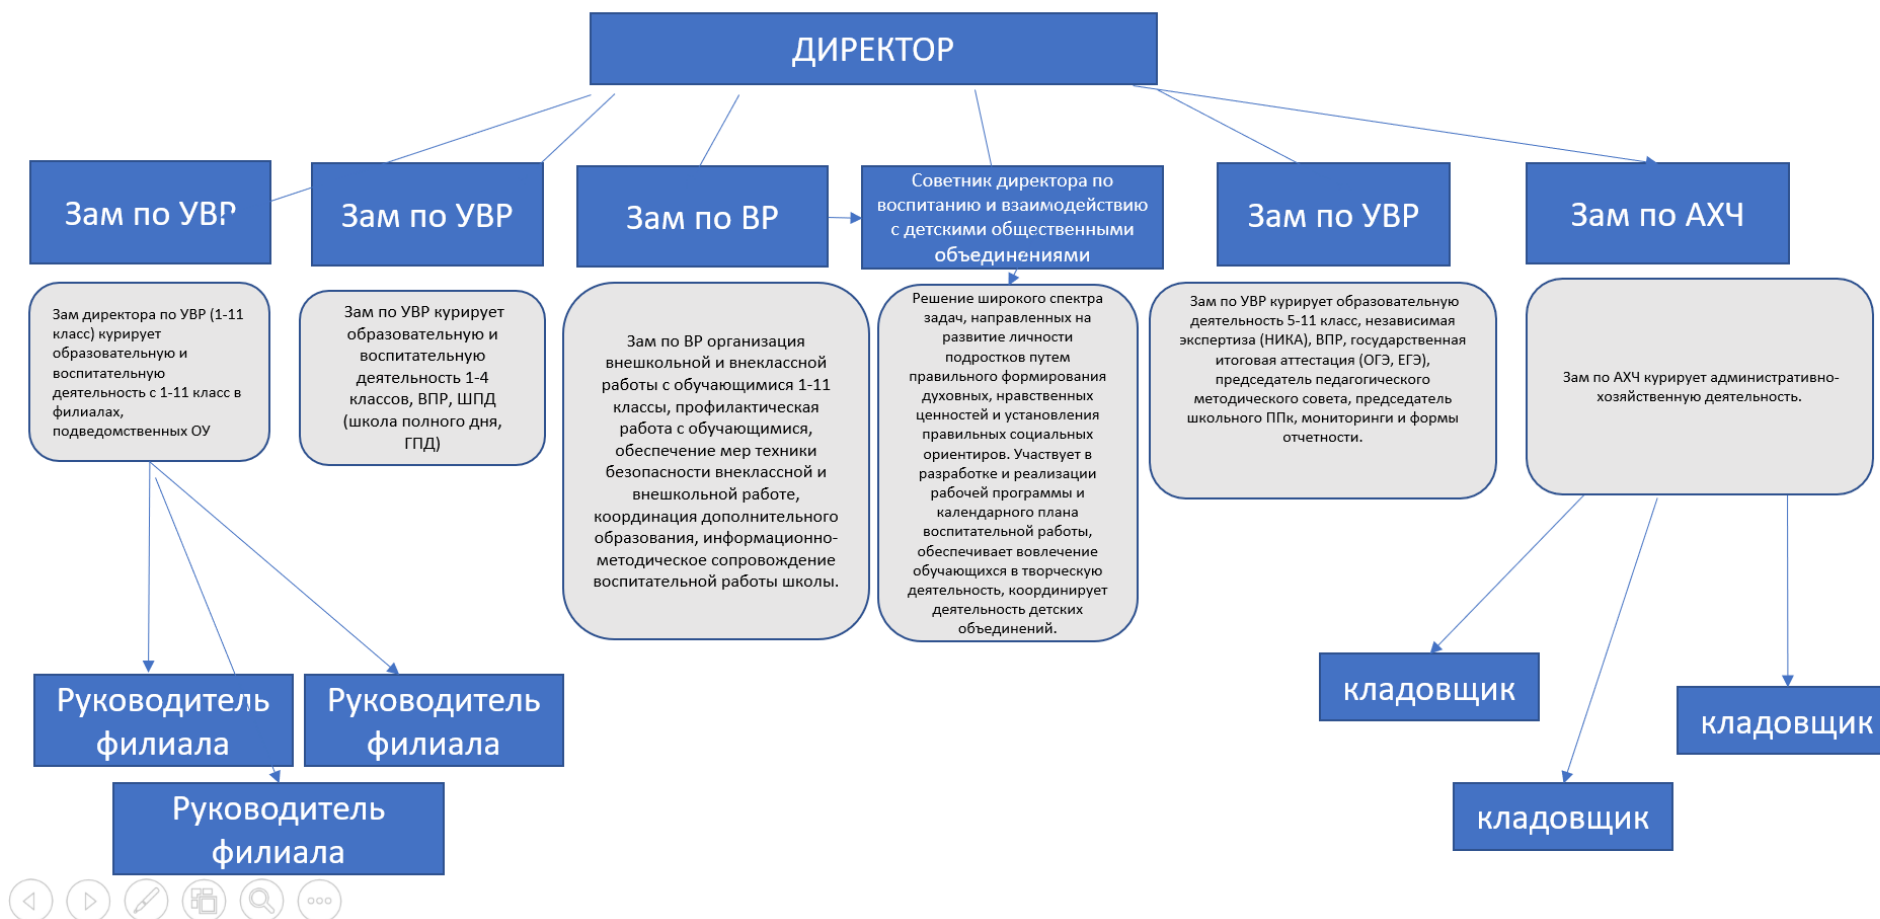 ДИРЕКТОР
Зам по УВР
Зам по УВР
Зам по ВР
Советник директора по
воспитанию и взаимодействию
с детскими общественными
объединениями
Зам по УВР
Зам по АХЧ
Зам директора по УВР (1-11
класс) курирует
образовательную и
воспитательную
деятельность с 1-11 класс в
филиалах,
подведомственных ОУ
Зам по УВР курирует
образовательную и
воспитательную
деятельность 1-4
классов, ВПР, ШПД
(школа полного дня,
ГПД)
Зам по ВР организация
внешкольной и внеклассной
работы с обучающимися 1-11
классы, профилактическая
работа с обучающимися,
обеспечение мер техники
безопасности внеклассной и
внешкольной работе,
координация дополнительного
образования, информационно-
методическое сопровождение
воспитательной работы школы.
Решение широкого спектра
задач, направленных на
развитие личности
подростков путем
правильного формирования
духовных, нравственных
ценностей и установления
правильных социальных
ориентиров. Участвует в
разработке и реализации
рабочей программы и
календарного плана
воспитательной работы,
обеспечивает вовлечение
обучающихся в творческую
деятельность, координирует
деятельность детских
объединений.
Зам по УВР курирует образовательную
деятельность 5-11 класс, независимая
экспертиза (НИКА), ВПР, государственная
итоговая аттестация (ОГЭ, ЕГЭ),
председатель педагогического
методического совета, председатель
школьного ППк, мониторинги и формы
отчетности.
Зам по АХЧ курирует административно-
хозяйственную деятельность.
Руководитель
филиала
Руководитель
филиала
Руководитель
филиала
кладовщик
кладовщик
кладовщик